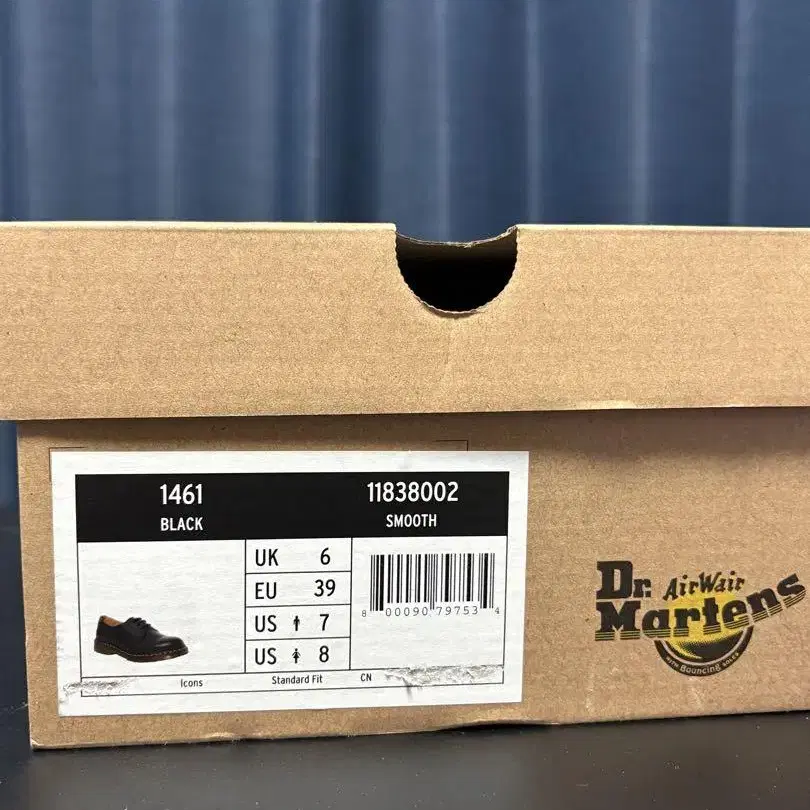 1461
11838002
BLACK
SMOOTH
UK 6
EU 39
US 7
US 8
8 00090 79753 4
Icons
Standard Fit
CN
Dr. AirWair
Martens
WITH Bouncing SOLES